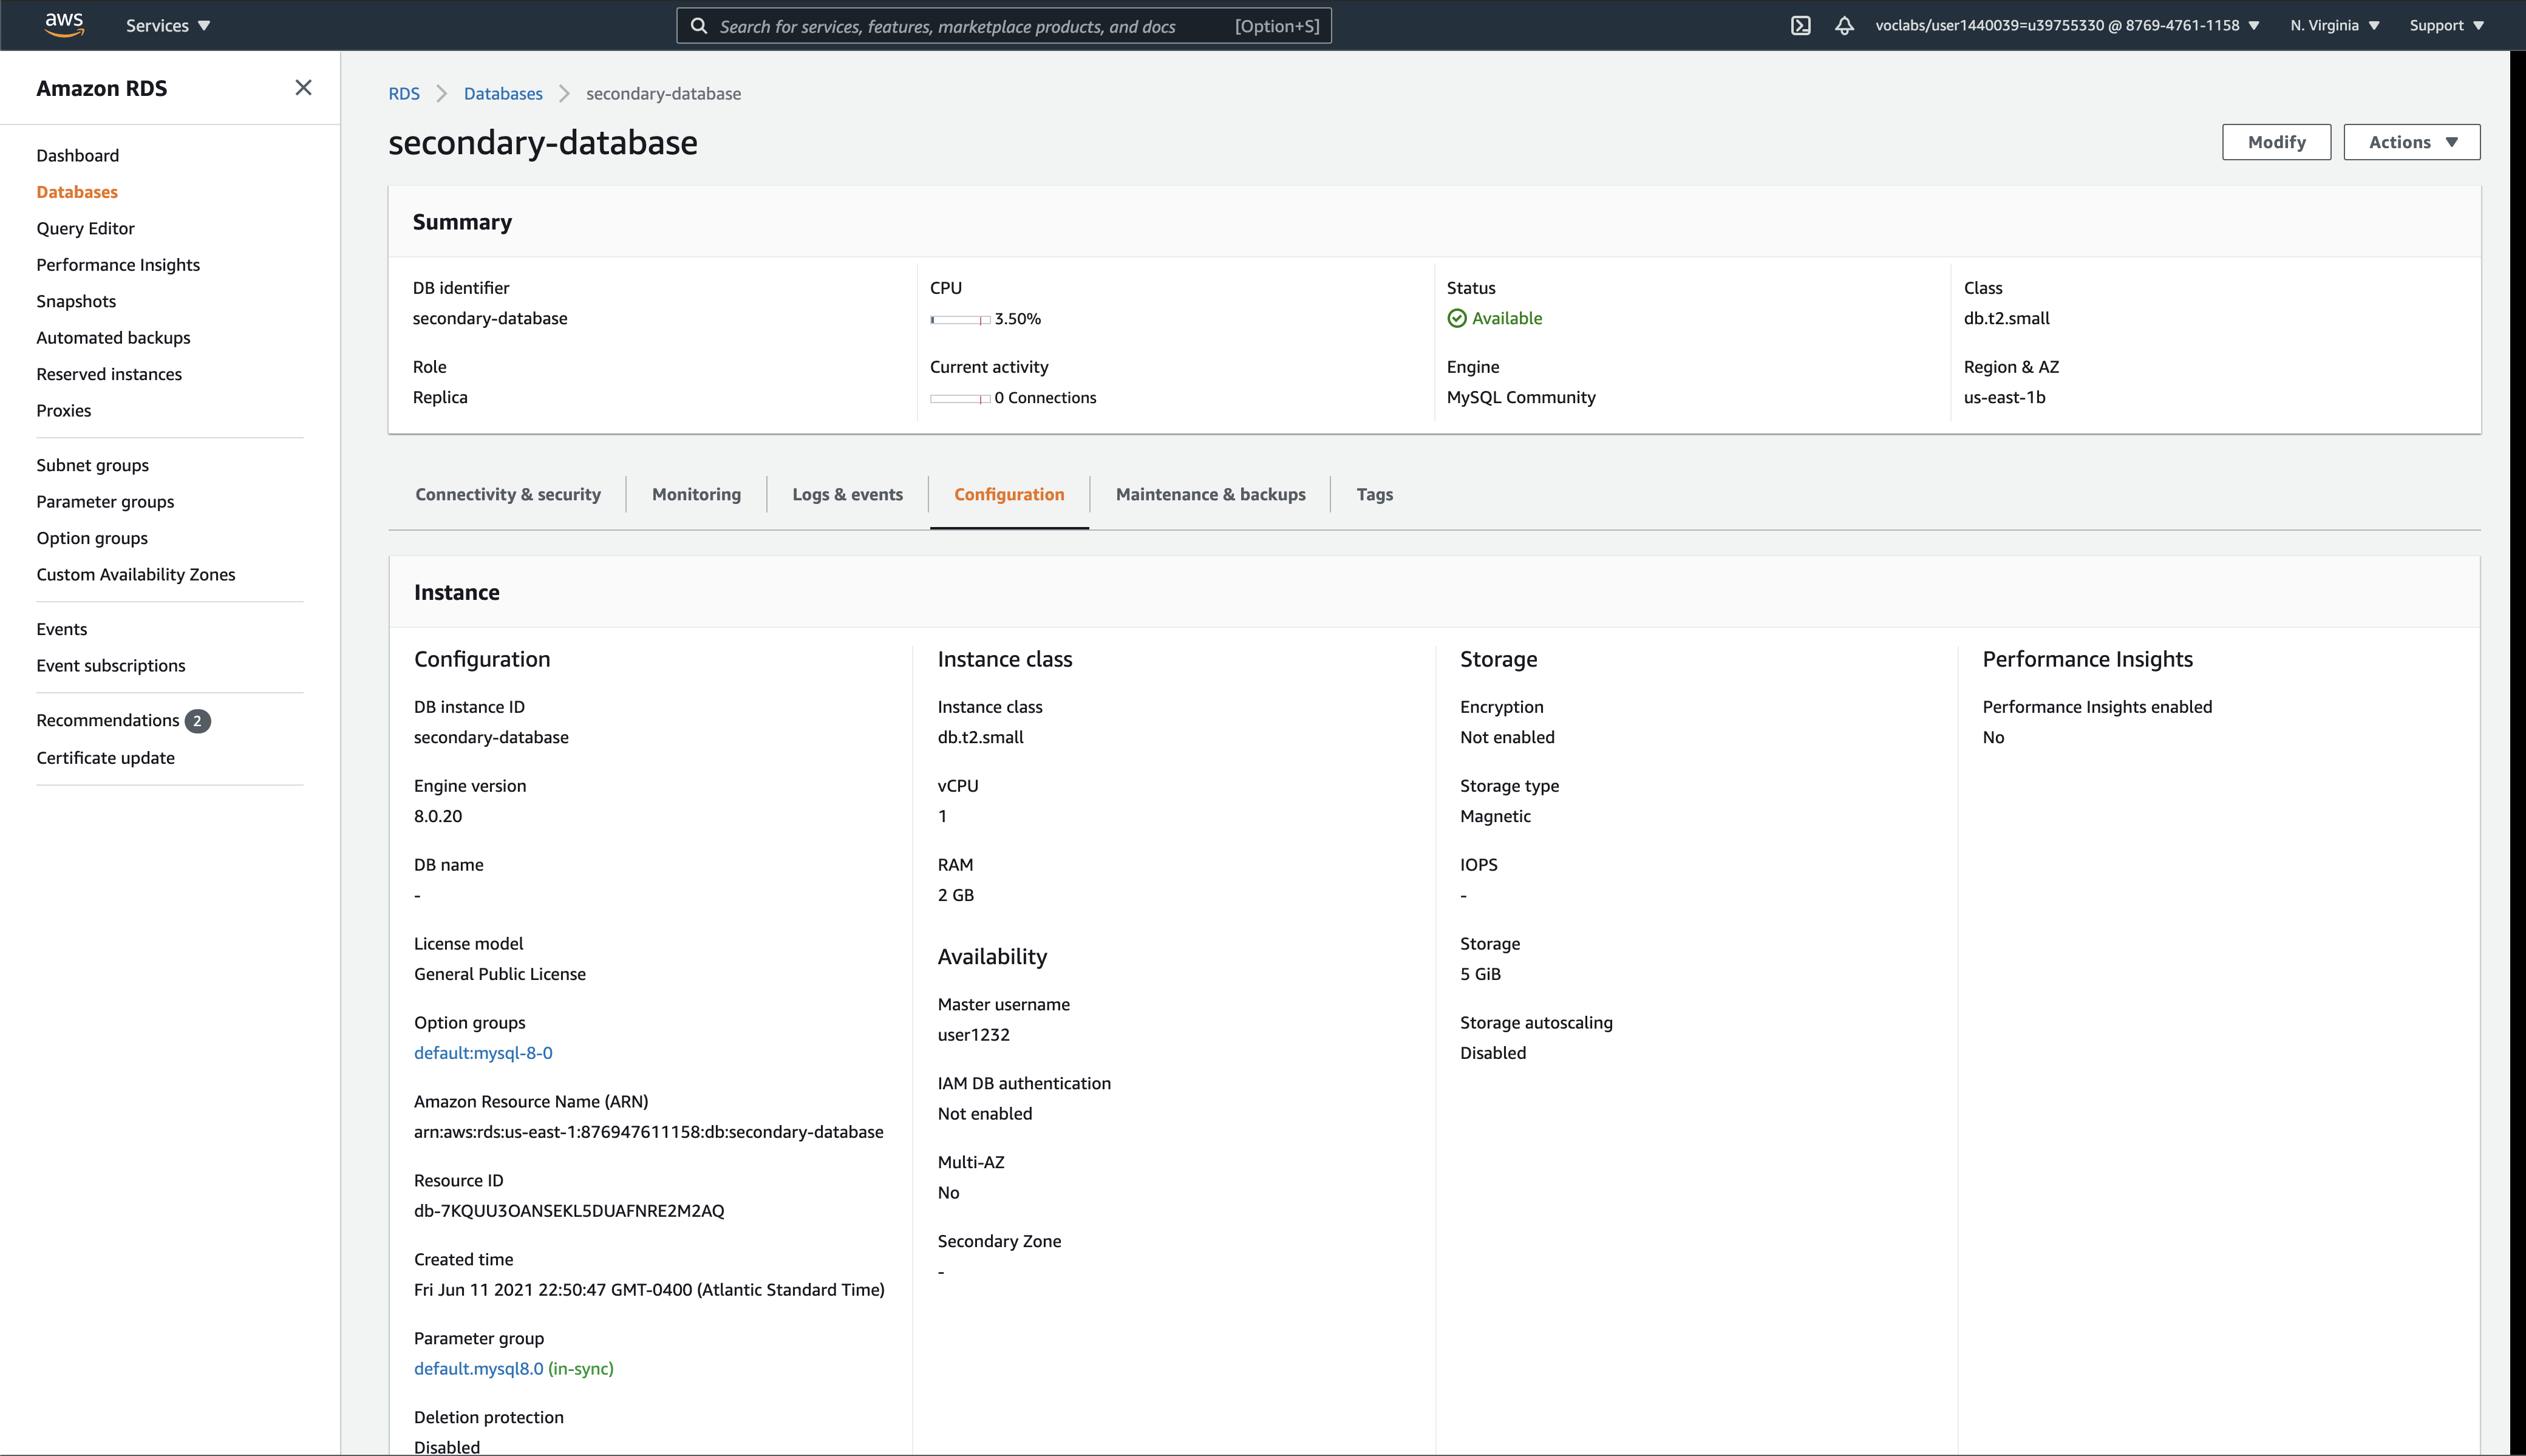 aws
Services
Search for services, features, marketplace products, and docs
[Option+S]
voclabs/user1440039=u39755330 @ 8769-4761-1158
N. Virginia
Support
Amazon RDS
Dashboard
Databases
Query Editor
Performance Insights
Snapshots
Automated backups
Reserved instances
Proxies
Subnet groups
Parameter groups
Option groups
Custom Availability Zones
Events
Event subscriptions
Recommendations 2
Certificate update
RDS
Databases
secondary-database
secondary-database
Modify
Actions
Summary
DB identifier
secondary-database
Role
Replica
CPU
3.50%
Current activity
0 Connections
Status
Available
Engine
MySQL Community
Class
db.t2.small
Region & AZ
us-east-1b
Connectivity & security
Monitoring
Logs & events
Configuration
Maintenance & backups
Tags
Instance
Configuration
DB instance ID
secondary-database
Engine version
8.0.20
DB name
-
License model
General Public License
Option groups
default:mysql-8-0
Amazon Resource Name (ARN)
arn:aws:rds:us-east-1:876947611158:db:secondary-database
Resource ID
db-7KQUU3OANSEKL5DUAFNRE2M2AQ
Created time
Fri Jun 11 2021 22:50:47 GMT-0400 (Atlantic Standard Time)
Parameter group
default.mysql8.0 (in-sync)
Deletion protection
Disabled
Instance class
Instance class
db.t2.small
vCPU
1
RAM
2 GB
Availability
Master username
user1232
IAM DB authentication
Not enabled
Multi-AZ
No
Secondary Zone
-
Storage
Encryption
Not enabled
Storage type
Magnetic
IOPS
-
Storage
5 GiB
Storage autoscaling
Disabled
Performance Insights
Performance Insights enabled
No